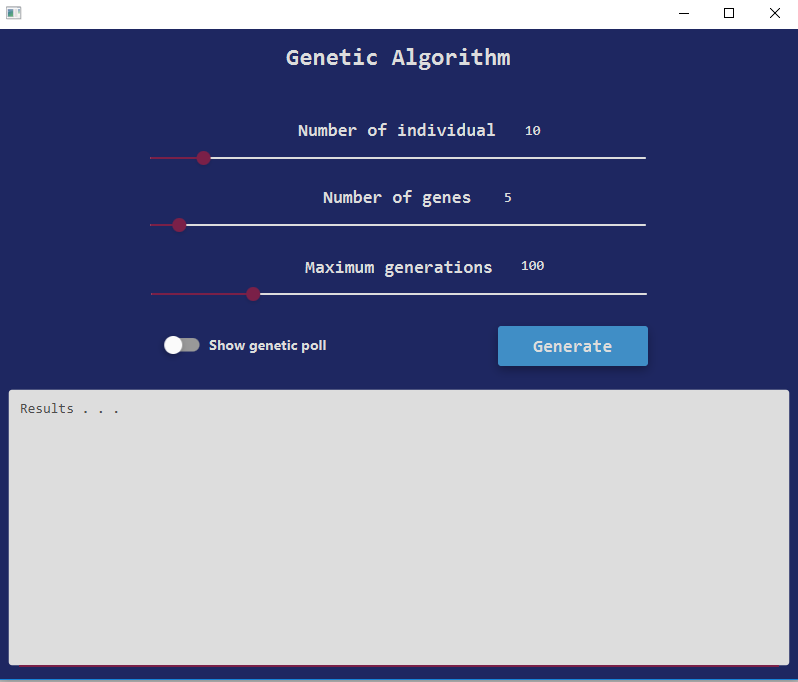 Genetic Algorithm
Number of individual 10
Number of genes 5
Maximum generations 100
Show genetic poll
Generate
Results . . .